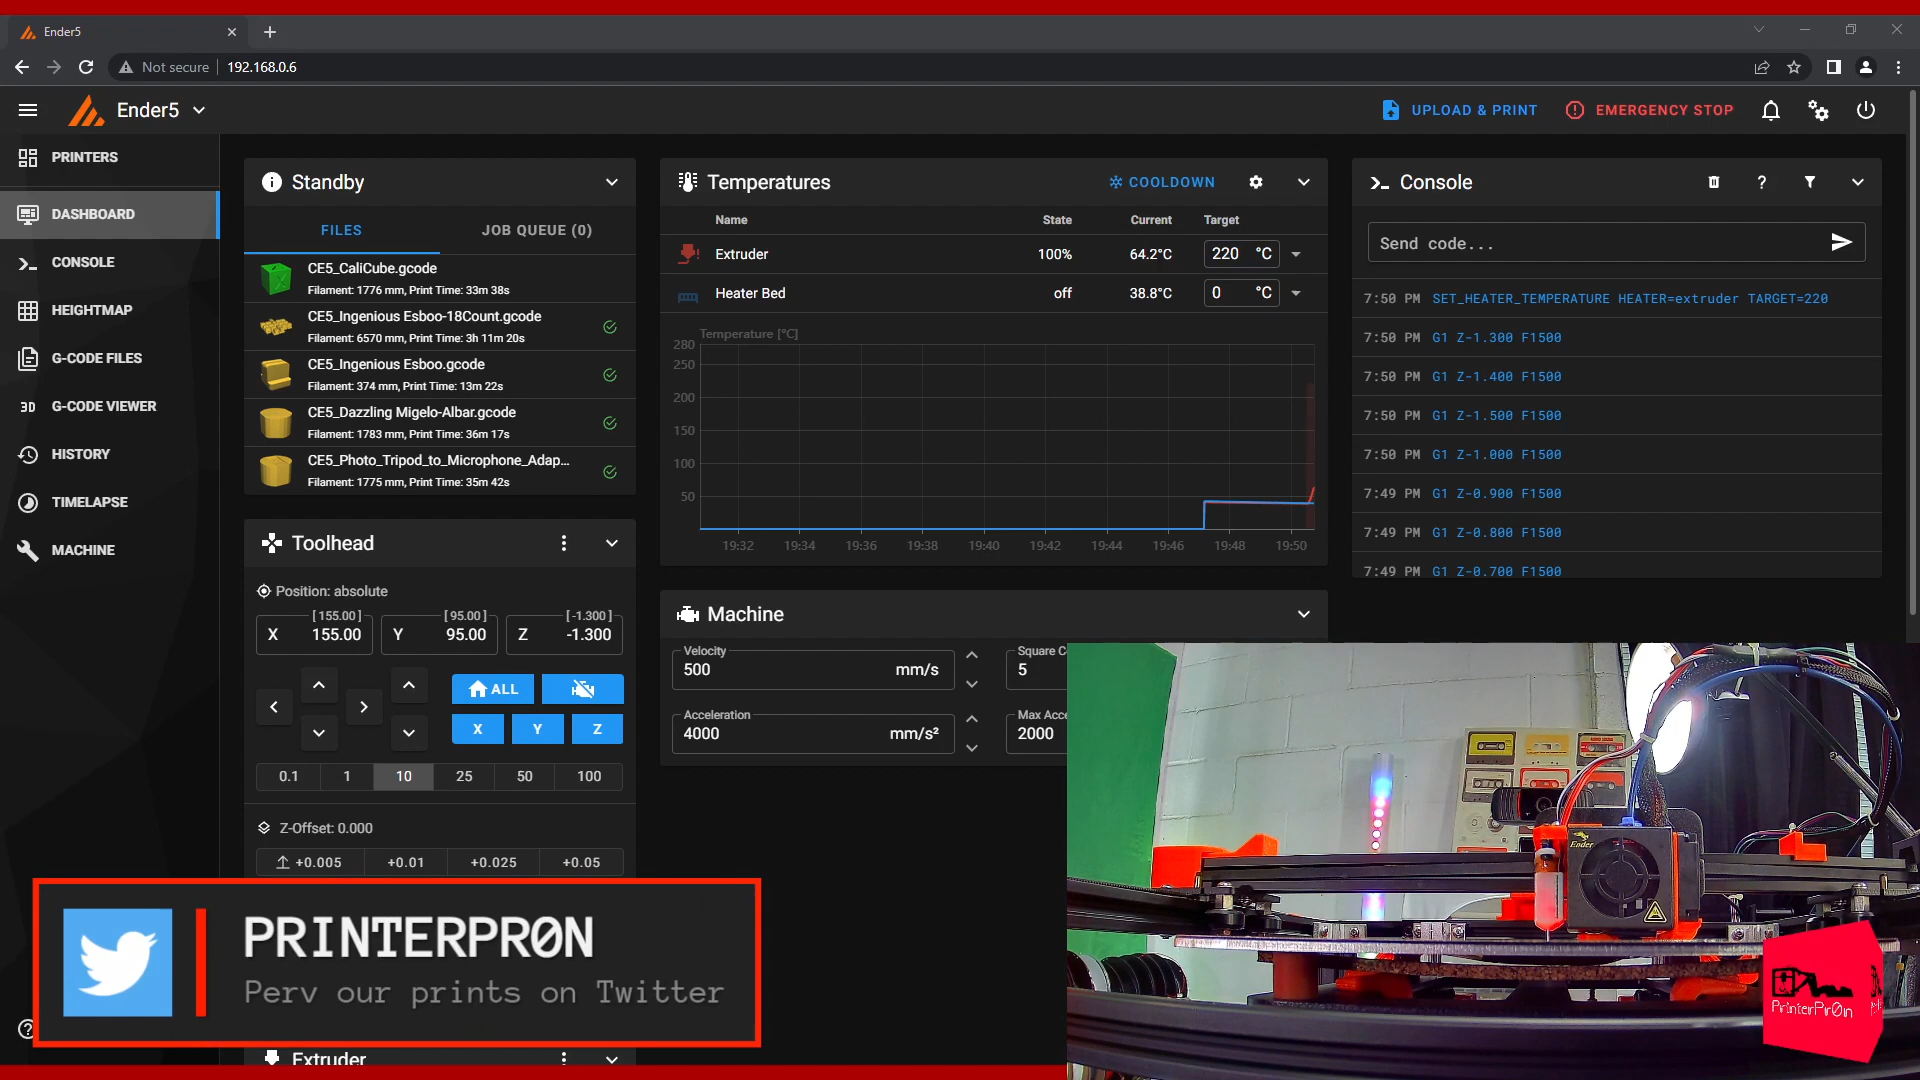 Ender5
Not secure
192.168.0.6
Ender5
UPLOAD & PRINT
EMERGENCY STOP
PRINTERS
DASHBOARD
CONSOLE
HEIGHTMAP
G-CODE FILES
3D G-CODE VIEWER
HISTORY
TIMELAPSE
MACHINE
Standby
FILES
JOB QUEUE (0)
CE5_CaliCube.gcode
Filament: 1776 mm, Print Time: 33m 38s
CE5_Ingenious Esboo-18Count.gcode
Filament: 6570 mm, Print Time: 3h 11m 20s
CE5_Ingenious Esboo.gcode
Filament: 374 mm, Print Time: 13m 22s
CE5_Dazzling Migelo-Albar.gcode
Filament: 1783 mm, Print Time: 36m 17s
CE5_Photo_Tripod_to_Microphone_Adap...
Filament: 1775 mm, Print Time: 35m 42s
Toolhead
Position: absolute
[155.00] [95.00] [-1.300]
X 155.00 Y 95.00 Z -1.300
ALL
X Y Z
0.1 1 10 25 50 100
Z-Offset: 0.000
+0.005 +0.01 +0.025 +0.05
Extruder
Temperatures
COOLDOWN
Name State Current Target
Extruder 100% 64.2°C 220 °C
Heater Bed off 38.8°C 0 °C
Temperature [°C]
280
250
200
150
100
50
19:32 19:34 19:36 19:38 19:40 19:42 19:44 19:46 19:48 19:50
Machine
Velocity
500 mm/s
Square C
5
Acceleration
4000 mm/s²
Max Acce
2000
Console
Send code...
7:50 PM SET_HEATER_TEMPERATURE HEATER=extruder TARGET=220
7:50 PM G1 Z-1.300 F1500
7:50 PM G1 Z-1.400 F1500
7:50 PM G1 Z-1.500 F1500
7:50 PM G1 Z-1.000 F1500
7:49 PM G1 Z-0.900 F1500
7:49 PM G1 Z-0.800 F1500
7:49 PM G1 Z-0.700 F1500
PRINTERPR0N
Perv our prints on Twitter
Ender
PrinterPr0n